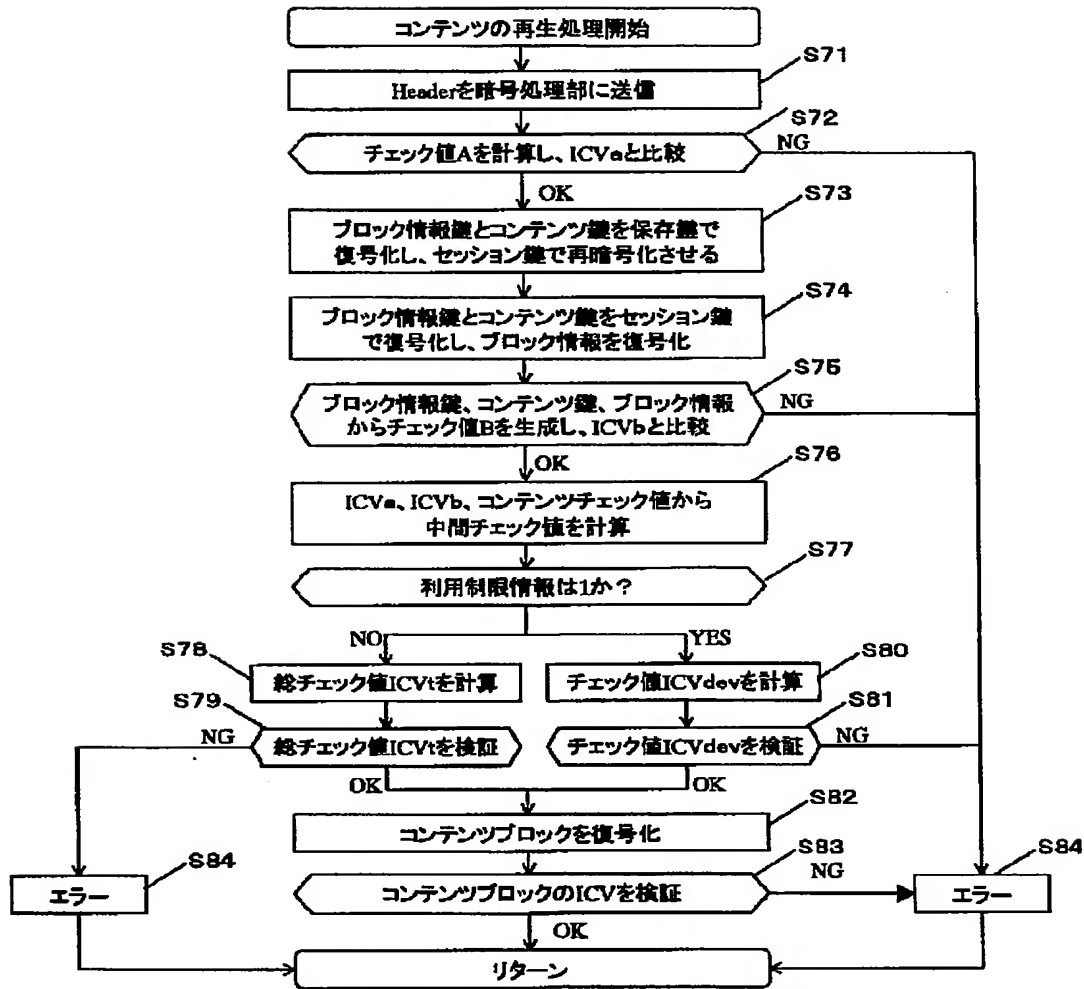 コンテンツの再生処理開始
S71
Headerを暗号処理部に送信
S72
チェック値Aを計算し、ICVaと比較
NG
OK
S73
ブロック情報鍵とコンテンツ鍵を保存鍵で
復号化し、セッション鍵で再暗号化させる
S74
ブロック情報鍵とコンテンツ鍵をセッション鍵
で復号化し、ブロック情報を復号化
S75
ブロック情報鍵、コンテンツ鍵、ブロック情報
からチェック値Bを生成し、ICVbと比較
NG
OK
S76
ICVa、ICVb、コンテンツチェック値から
中間チェック値を計算
S77
利用制限情報は1か?
NO
YES
S78
総チェック値ICVtを計算
S80
チェック値ICVdevを計算
S79
NG
総チェック値ICVtを検証
S81
チェック値ICVdevを検証
NG
OK
OK
S82
コンテンツブロックを復号化
S83
コンテンツブロックのICVを検証
NG
S84
エラー
S84
エラー
OK
リターン